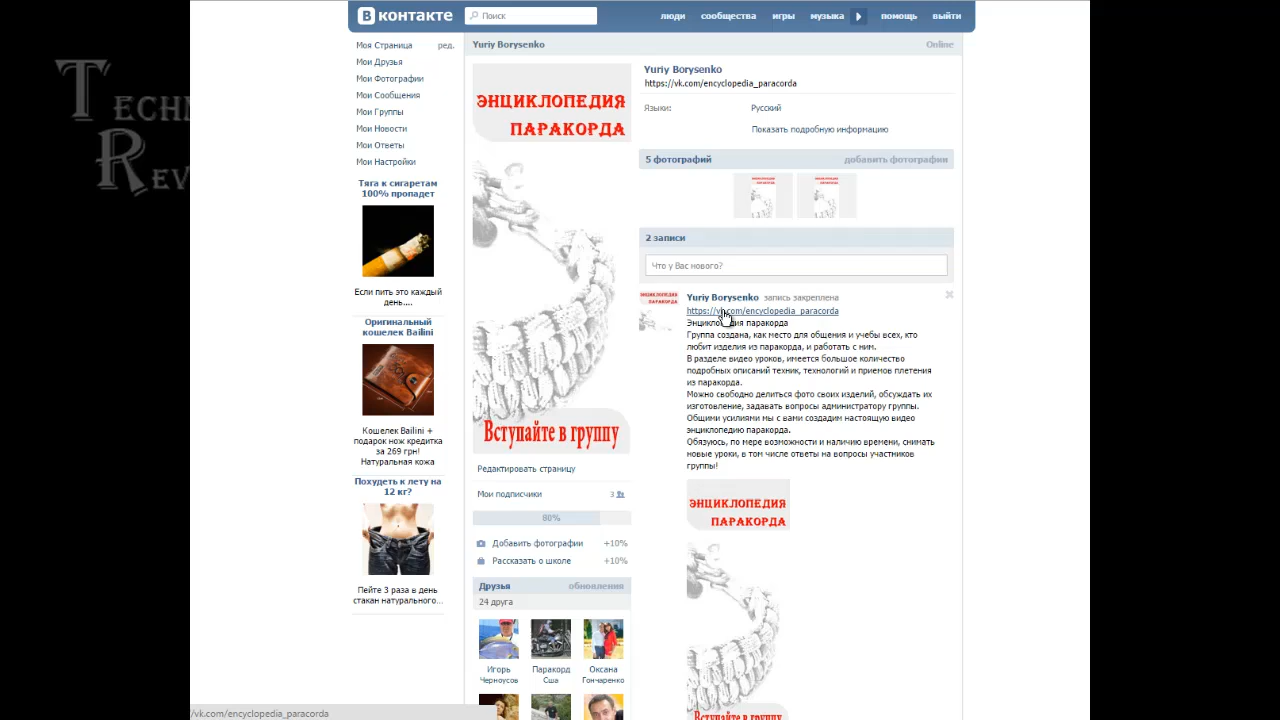 Techn
Rev
В контакте
Поиск
люди сообщества игры музыка помощь выйти
Моя Страница ред.
Мои Друзья
Мои Фотографии
Мои Сообщения
Мои Группы
Мои Новости
Мои Ответы
Мои Настройки
Тяга к сигаретам
100% пропадет
Если пить это каждый
день....
Оригинальный
кошелек Bailini
Кошелек Bailini +
подарок нож кредитка
за 269 грн!
Натуральная кожа
Похудеть к лету на
12 кг?
Пейте 3 раза в день
стакан натурального...
Yuriy Borysenko Online
ЭНЦИКЛОПЕДИЯ
ПАРАКОРДА
Вступайте в группу
Редактировать страницу
Мои подписчики 3
80%
Добавить фотографии +10%
Рассказать о школе +10%
Друзья обновления
24 друга
Игорь
Черноусов
Паракорд
Сша
Оксана
Гончаренко
Yuriy Borysenko
https://vk.com/encyclopedia_paracorda
Языки: Русский
Показать подробную информацию
5 фотографий добавить фотографии
2 записи
Что у Вас нового?
Yuriy Borysenko запись закреплена
https://vk.com/encyclopedia_paracorda
Энциклопедия паракорда
Группа создана, как место для общения и учебы всех, кто
любит изделия из паракорда, и работать с ним.
В разделе видео уроков, имеется большое количество
подробных описаний техник, технологий и приемов плетения
из паракорда.
Можно свободно делиться фото своих изделий, обсуждать их
изготовление, задавать вопросы администратору группы.
Общими усилиями мы с вами создадим настоящую видео
энциклопедию паракорда.
Обязуюсь, по мере возможности и наличию времени, снимать
новые уроки, в том числе ответы на вопросы участников
группы!
ЭНЦИКЛОПЕДИЯ
ПАРАКОРДА
Вступайте в группу
/vk.com/encyclopedia_paracorda